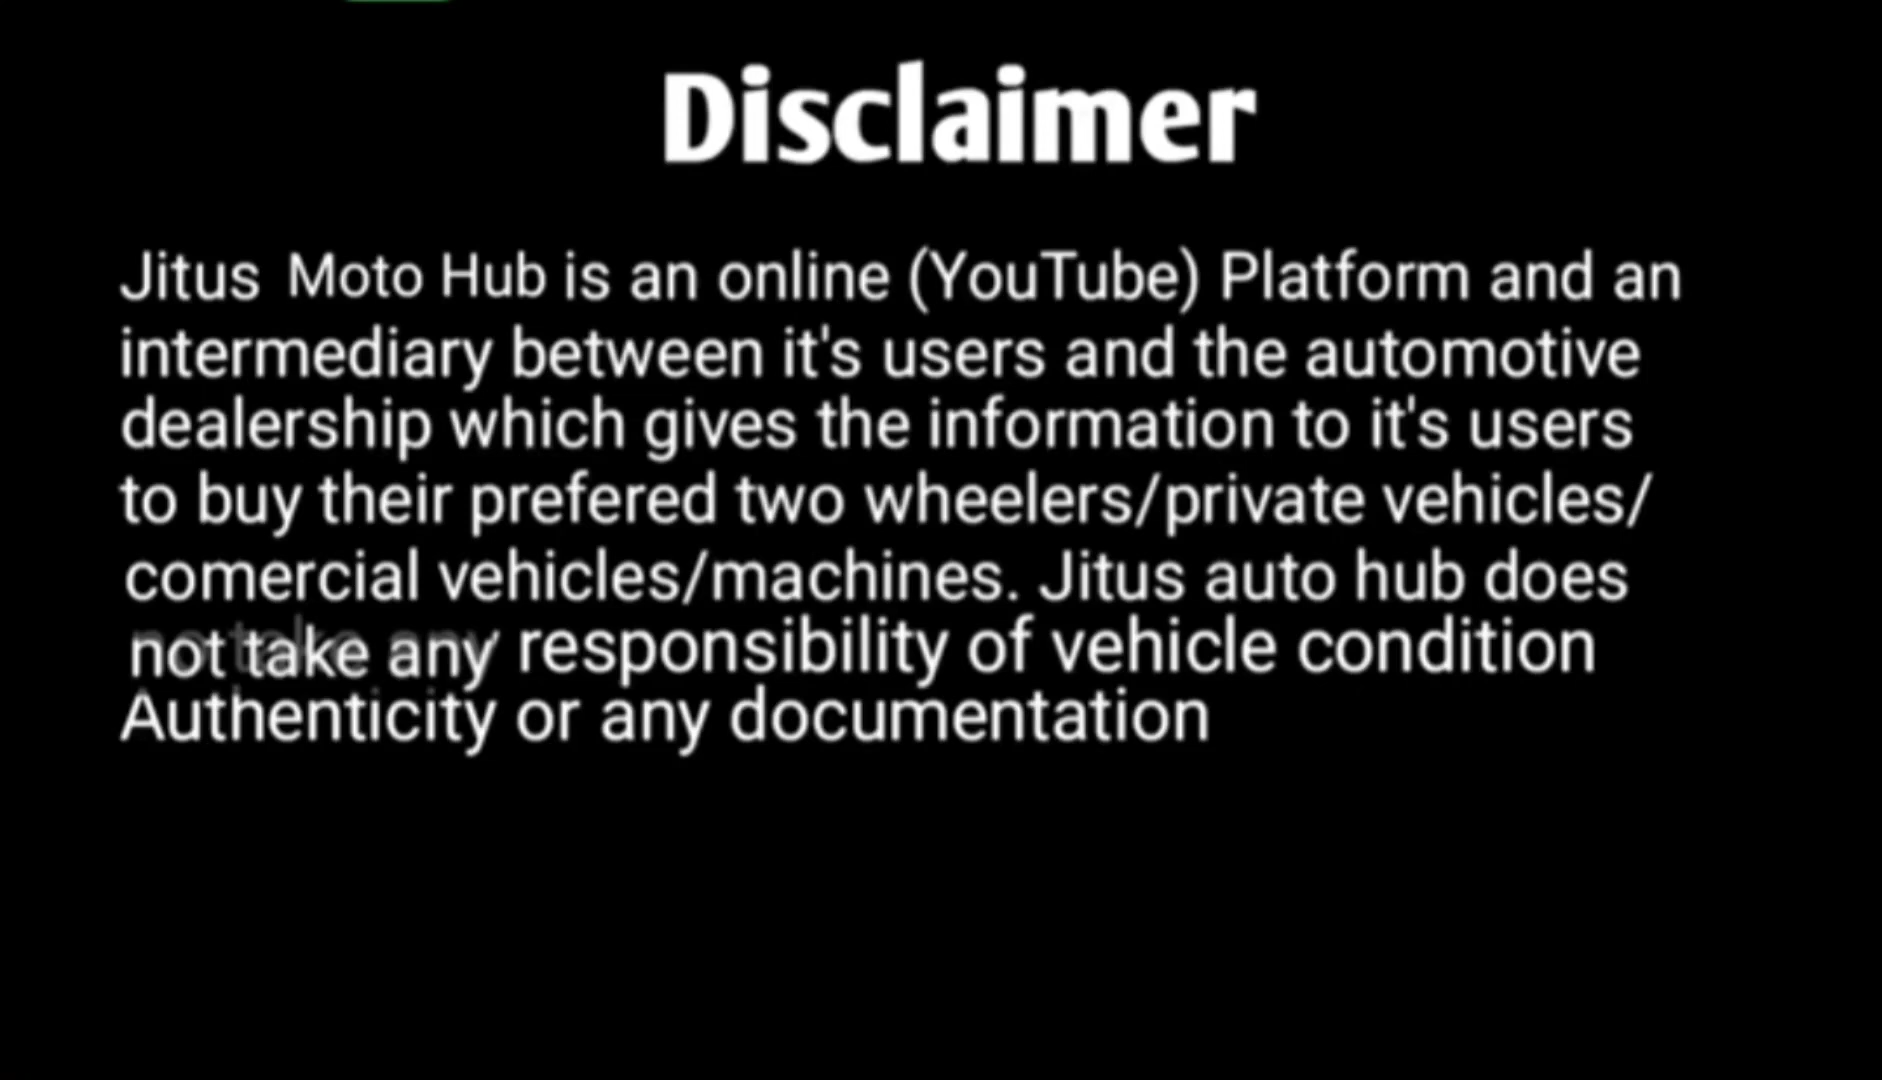 Disclaimer
Jitus Moto Hub is an online (YouTube) Platform and an
intermediary between it's users and the automotive
dealership which gives the information to it's users
to buy their prefered two wheelers/private vehicles/
comercial vehicles/machines. Jitus auto hub does
not take any responsibility of vehicle condition
Authenticity or any documentation